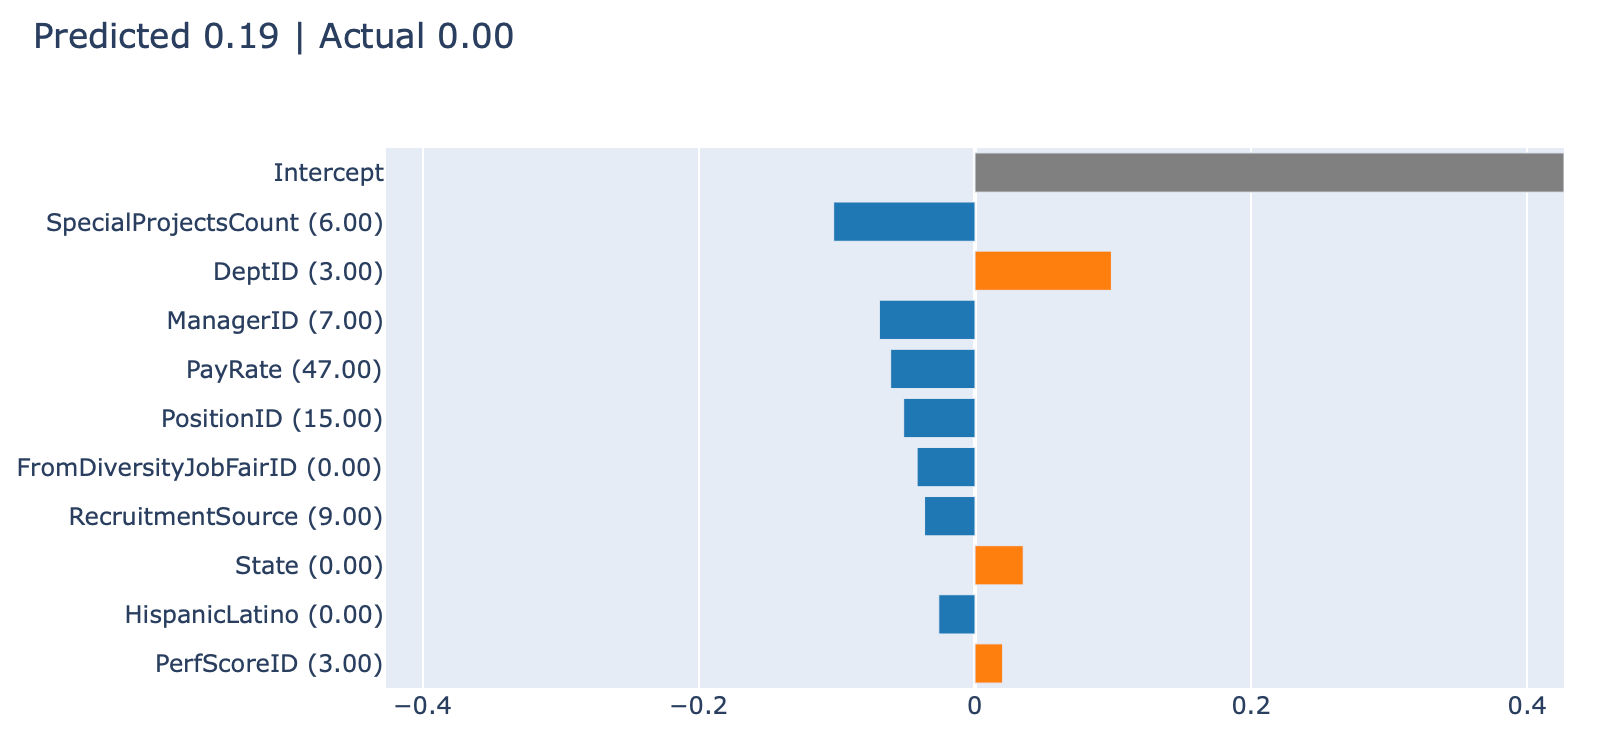 Predicted 0.19 | Actual 0.00
Intercept
SpecialProjectsCount (6.00)
DeptID (3.00)
ManagerID (7.00)
PayRate (47.00)
PositionID (15.00)
FromDiversityJobFairID (0.00)
RecruitmentSource (9.00)
State (0.00)
HispanicLatino (0.00)
PerfScoreID (3.00)
−0.4 −0.2 0 0.2 0.4